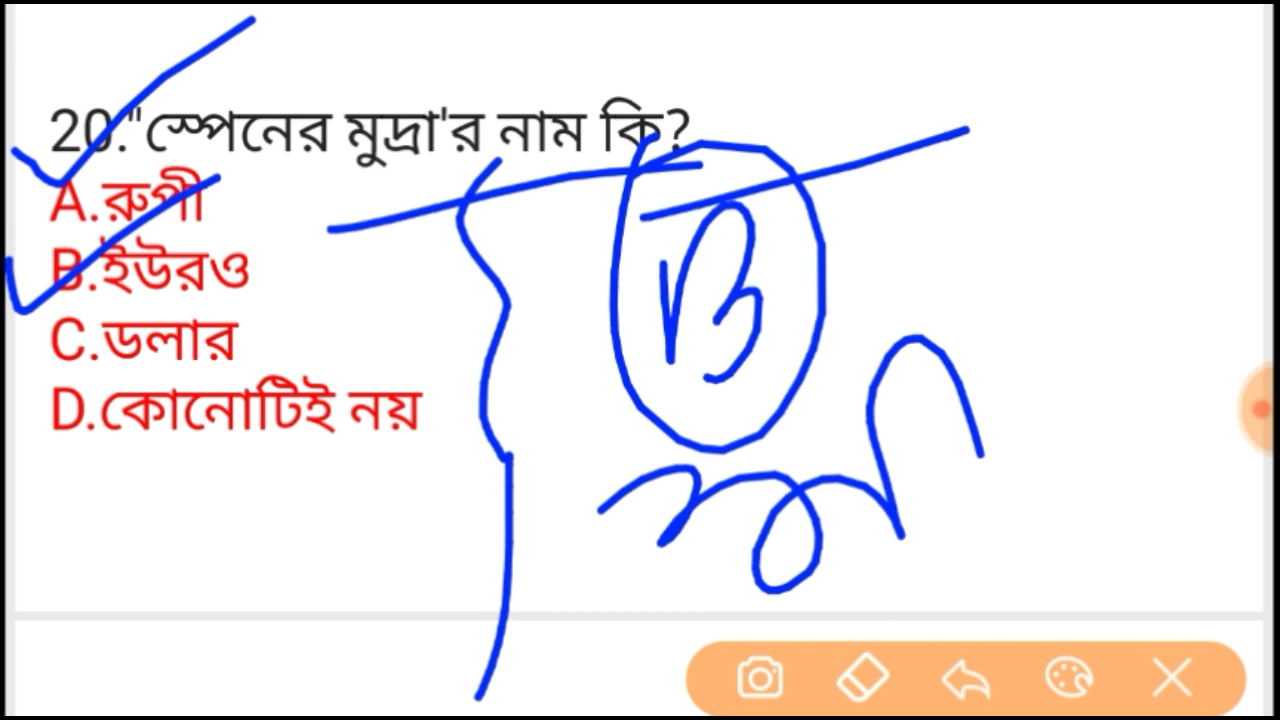 20."স্পেনের মুদ্রা'র নাম কি?
A.রুপী
B.ইউরও
C.ডলার
D.কোনোটিই নয়
B